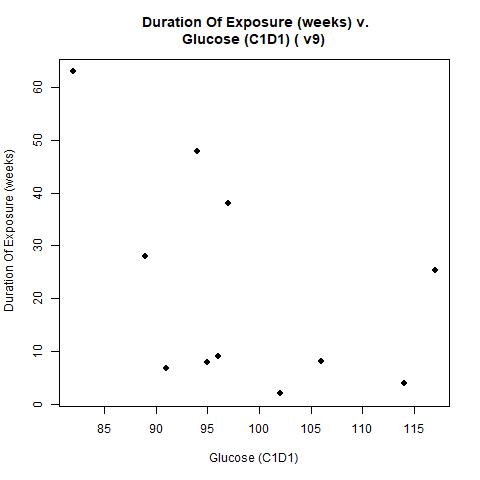 Duration Of Exposure (weeks) v.
Glucose (C1D1) ( v9)
Duration Of Exposure (weeks)
60
50
40
30
20
10
0
85 90 95 100 105 110 115
Glucose (C1D1)